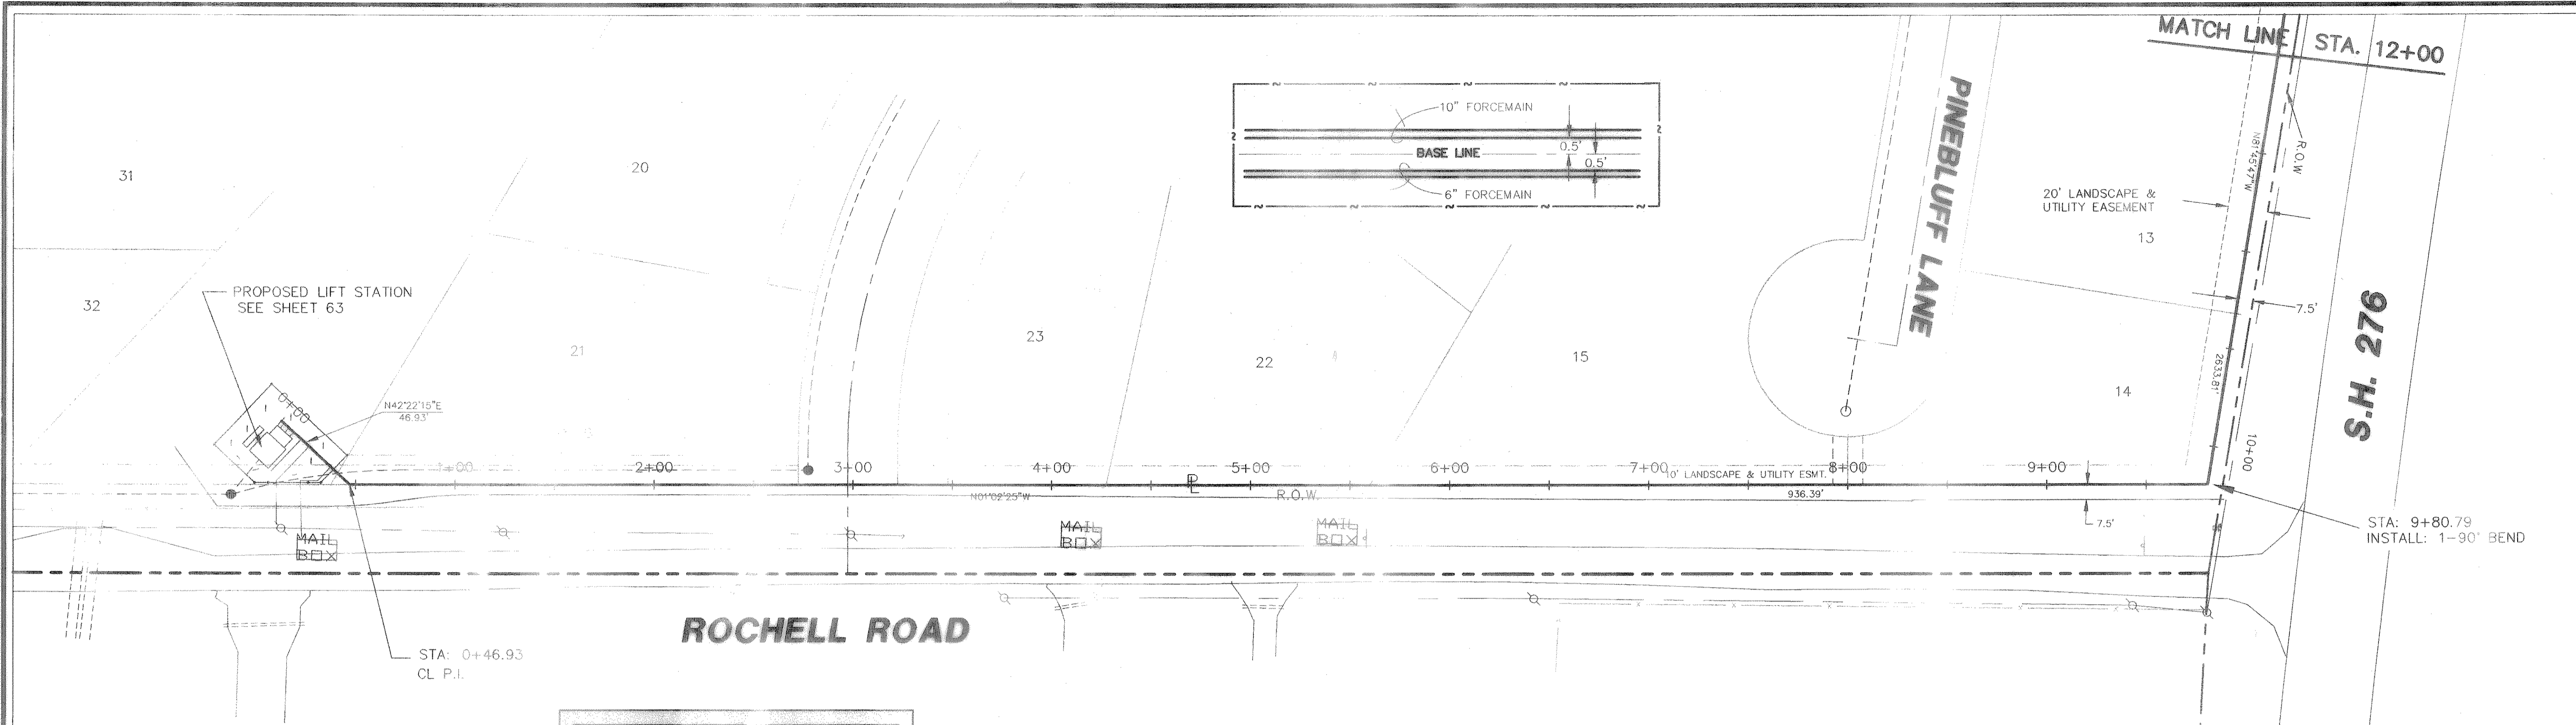 MATCH LINE STA. 12+00
10" FORCEMAIN
BASE LINE
0.5'
0.5'
6" FORCEMAIN
PINEBLUFF LANE
N81°45'47"W
R.O.W
20' LANDSCAPE &
UTILITY EASEMENT
31
20
13
32
PROPOSED LIFT STATION
SEE SHEET 63
7.5'
S.H. 276
21
23
22
15
14
2633.81'
0+00
N42°22'15"E
46.93'
10+00
1+00
2+00
3+00
4+00
5+00
6+00
7+00
8+00
9+00
10' LANDSCAPE & UTILITY ESMT.
PL
N01°02'25"W
R.O.W.
936.39'
7.5'
STA: 9+80.79
INSTALL: 1-90° BEND
MAIL
BOX
MAIL
BOX
MAIL
BOX
ROCHELL ROAD
STA: 0+46.93
CL P.I.